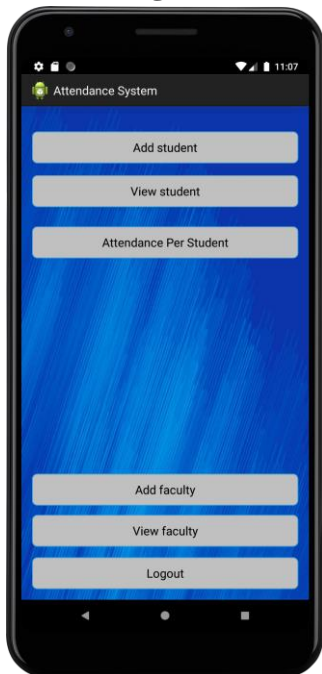 11:07
Attendance System
Add student
View student
Attendance Per Student
Add faculty
View faculty
Logout